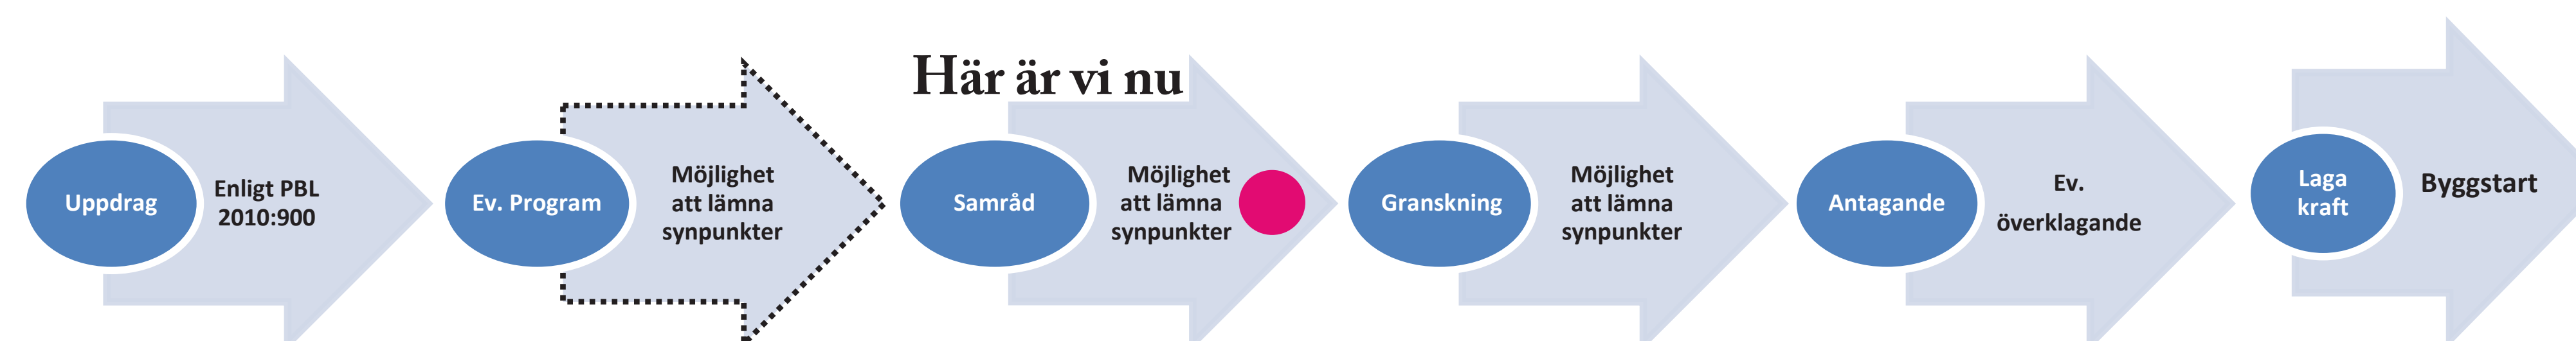 Här är vi nu
Uppdrag
Enligt PBL
2010:900
Ev. Program
Möjlighet
att lämna
synpunkter
Samråd
Möjlighet
att lämna
synpunkter
Granskning
Möjlighet
att lämna
synpunkter
Antagande
Ev.
överklagande
Laga
kraft
Byggstart